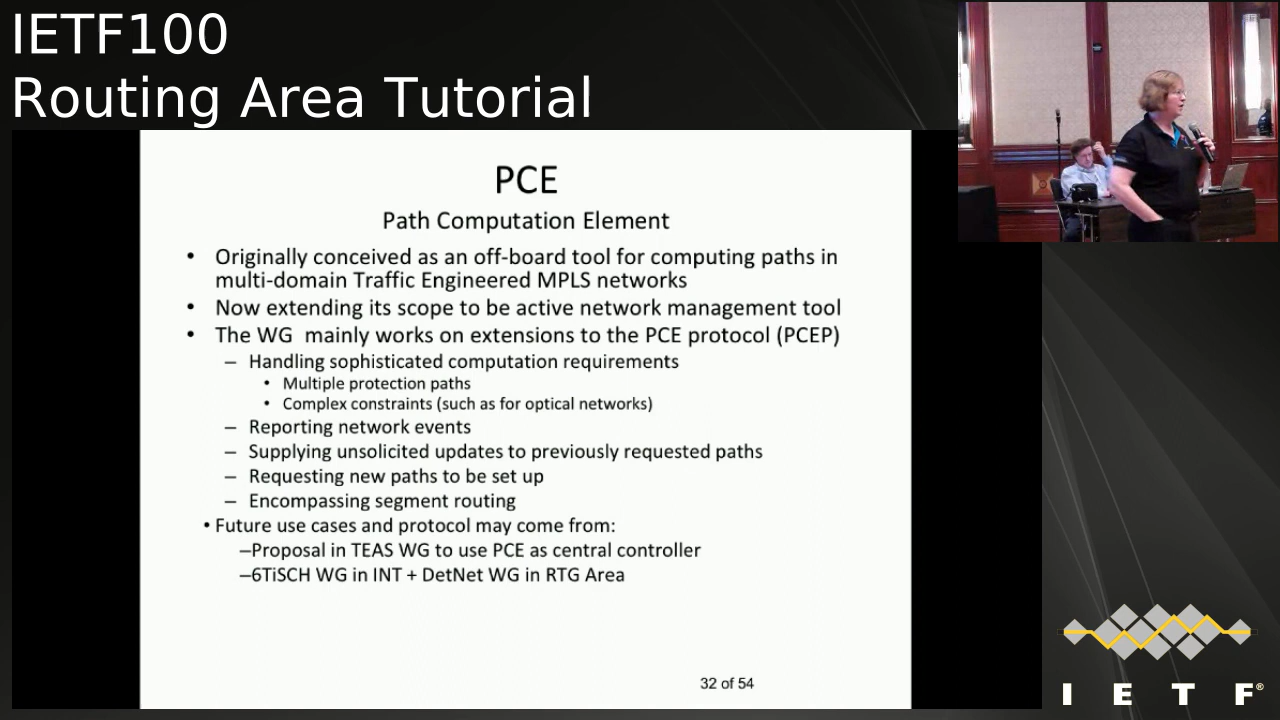 IETF100
Routing Area Tutorial
PCE
Path Computation Element
• Originally conceived as an off-board tool for computing paths in
multi-domain Traffic Engineered MPLS networks
• Now extending its scope to be active network management tool
• The WG  mainly works on extensions to the PCE protocol (PCEP)
– Handling sophisticated computation requirements
• Multiple protection paths
• Complex constraints (such as for optical networks)
– Reporting network events
– Supplying unsolicited updates to previously requested paths
– Requesting new paths to be set up
– Encompassing segment routing
• Future use cases and protocol may come from:
–Proposal in TEAS WG to use PCE as central controller
–6TiSCH WG in INT + DetNet WG in RTG Area
32 of 54
I E T F®